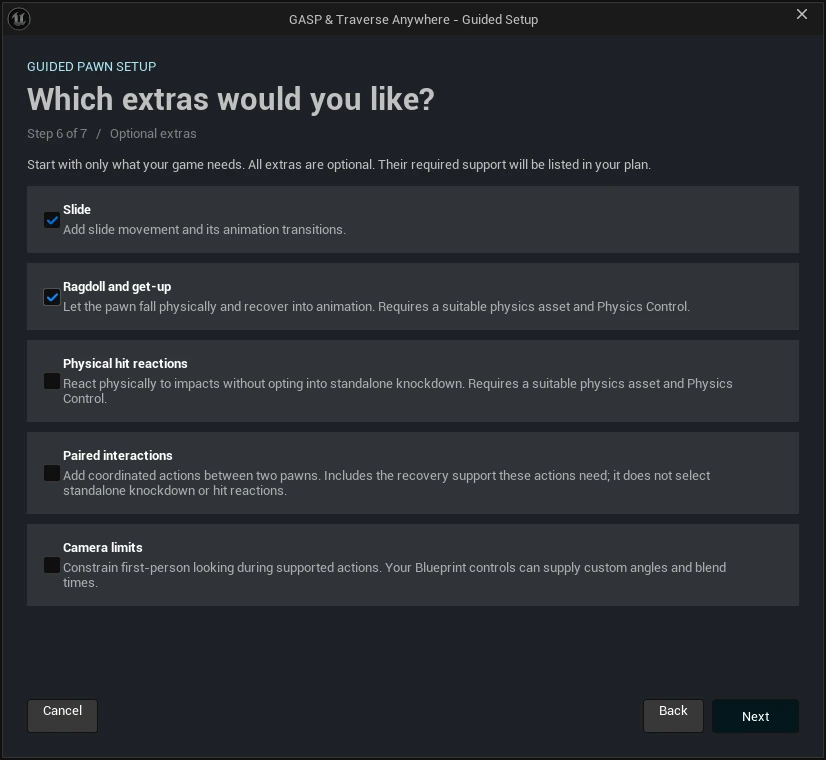 GASP & Traverse Anywhere - Guided Setup
GUIDED PAWN SETUP
Which extras would you like?
Step 6 of 7 / Optional extras
Start with only what your game needs. All extras are optional. Their required support will be listed in your plan.
Slide
Add slide movement and its animation transitions.
Ragdoll and get-up
Let the pawn fall physically and recover into animation. Requires a suitable physics asset and Physics Control.
Physical hit reactions
React physically to impacts without opting into standalone knockdown. Requires a suitable physics asset and Physics
Control.
Paired interactions
Add coordinated actions between two pawns. Includes the recovery support these actions need; it does not select
standalone knockdown or hit reactions.
Camera limits
Constrain first-person looking during supported actions. Your Blueprint controls can supply custom angles and blend
times.
Cancel
Back
Next